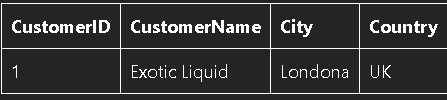 CustomerID CustomerName City Country
1 Exotic Liquid Londona UK